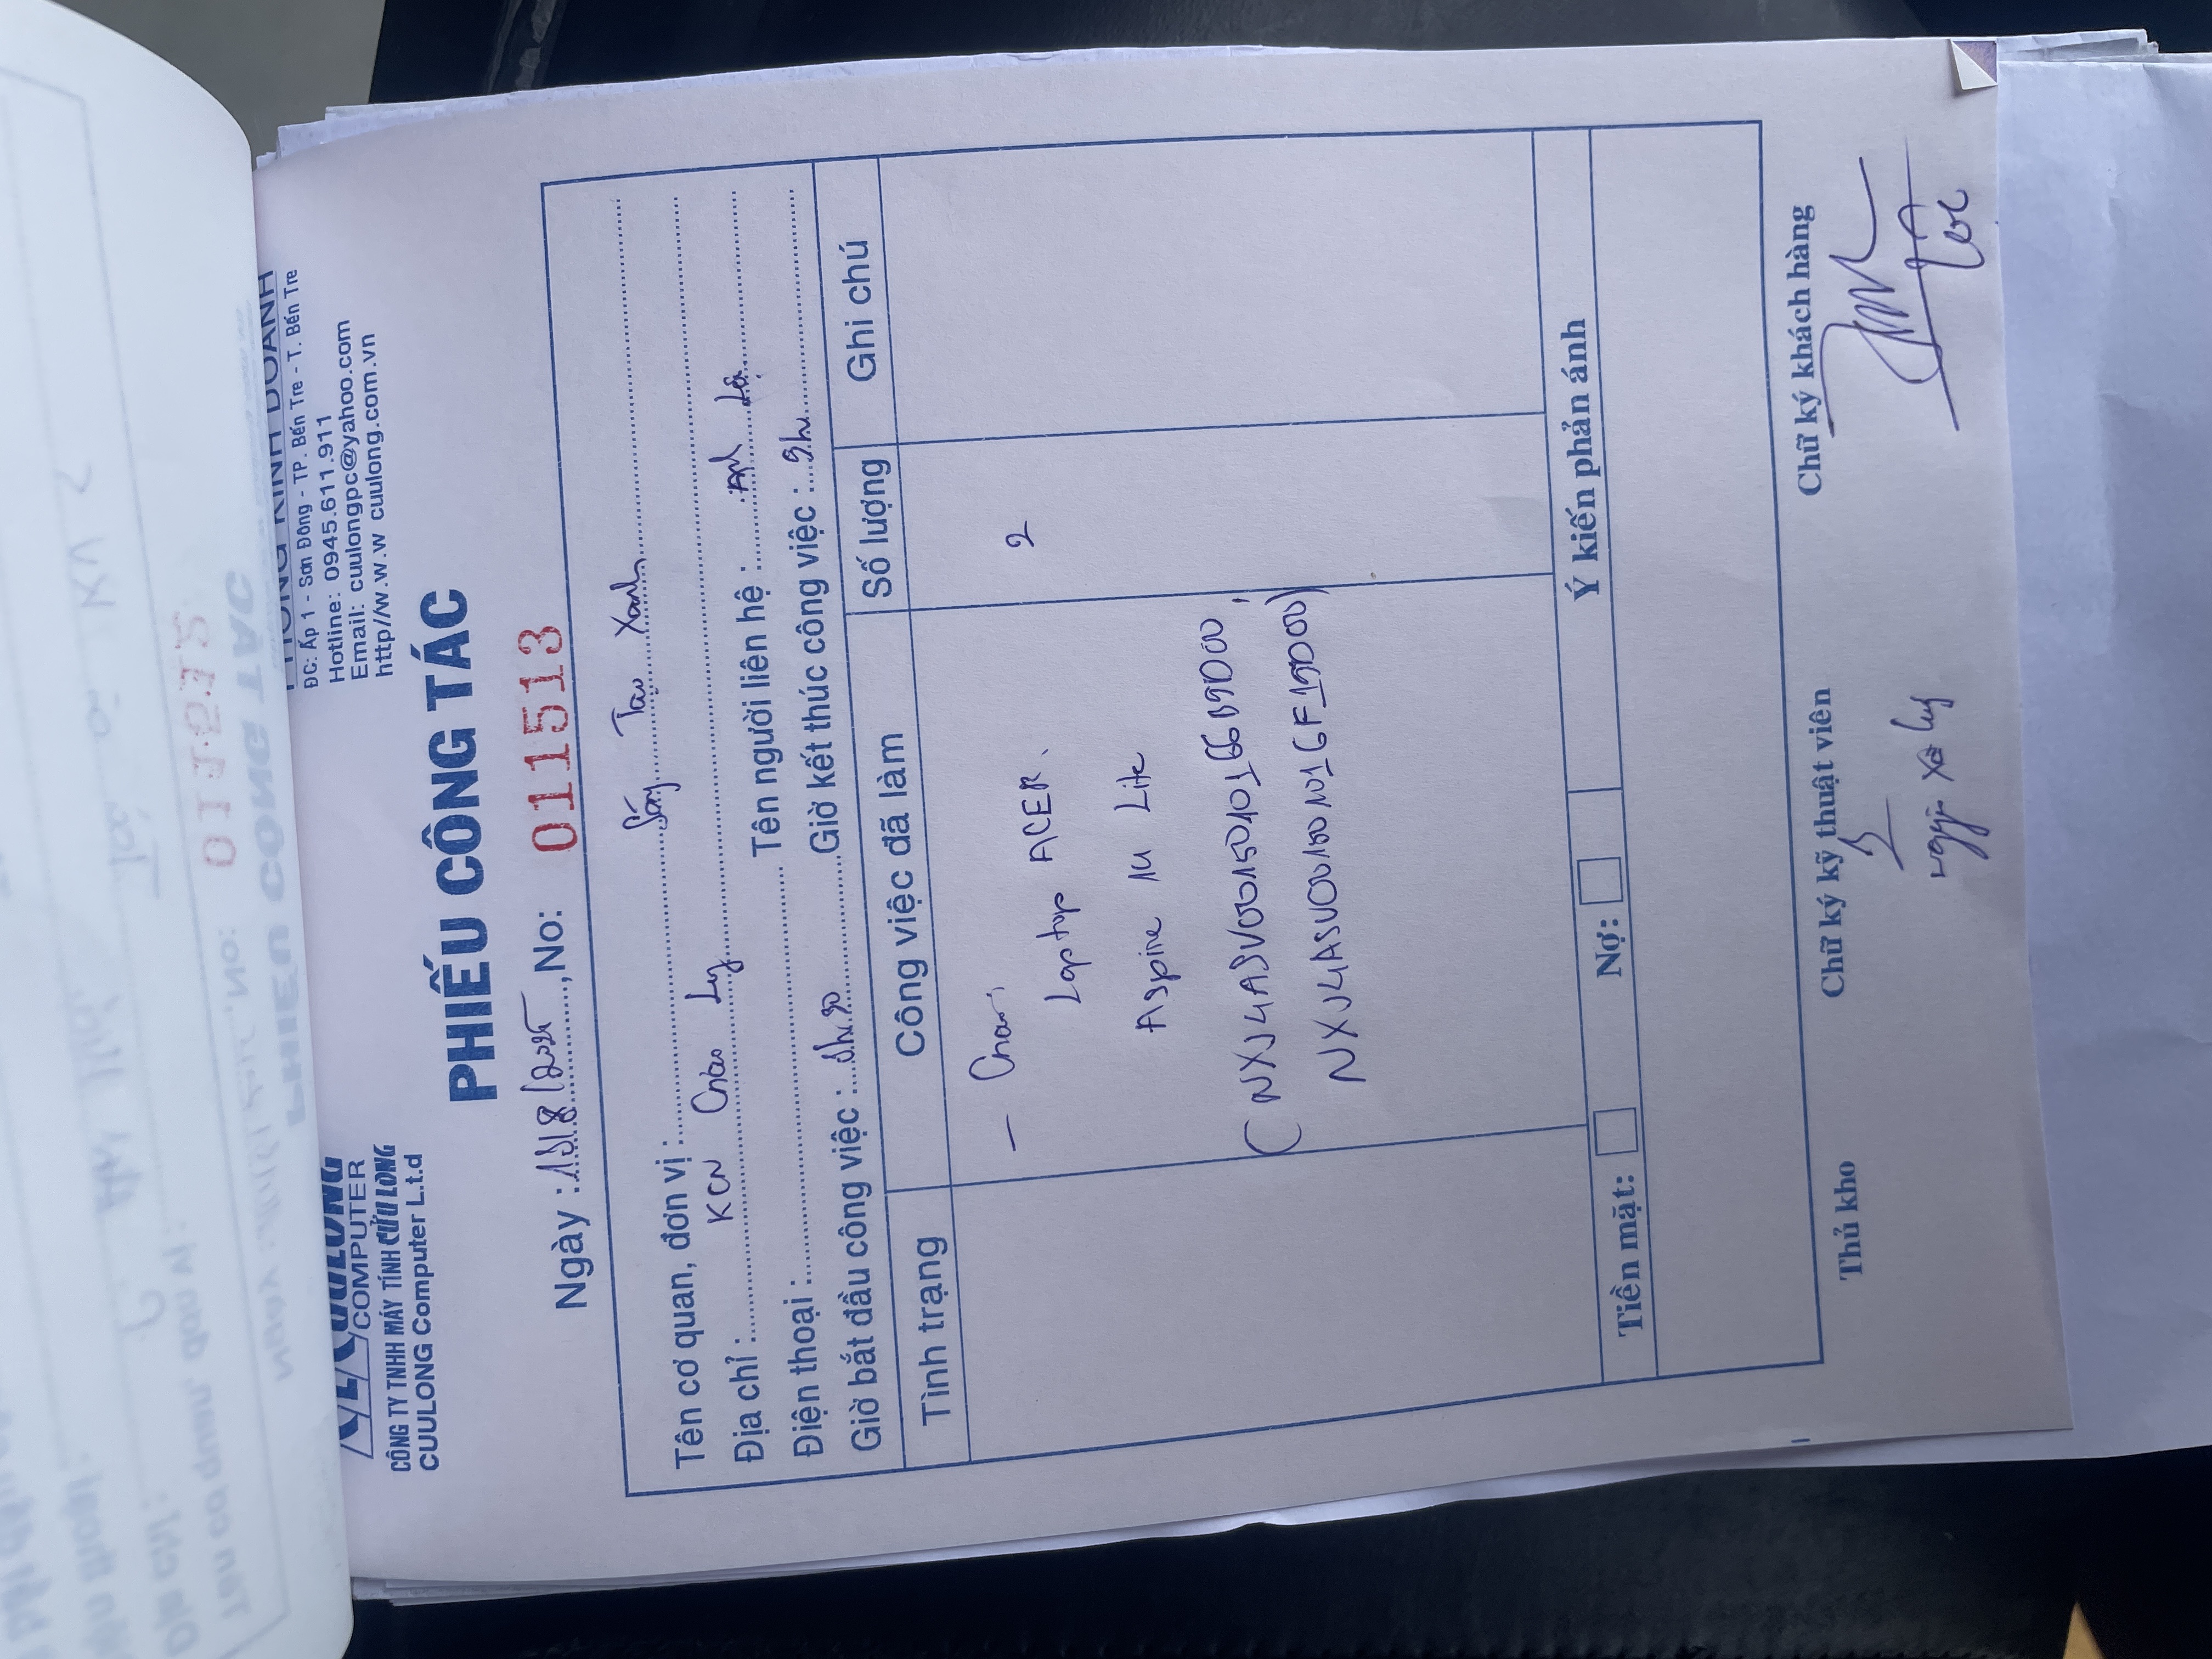 COMPUTER
CÔNG TY TNHH MÁY TÍNH CỬU LONG
CUULONG Computer L.t.d
PHÒNG KINH DOANH
ĐC: Ấp 1 - Sơn Đông - TP. Bến Tre - T. Bến Tre
Hotline: 0945.611.911
Email: cuulongpc@yahoo.com
http//w.w.w cuulong.com.vn
PHIẾU CÔNG TÁC
Ngày : 15/8/2025, No: 011513
Tên cơ quan, đơn vị : Tảo Xanh
Địa chỉ : KCN Giao Long
Điện thoại : Tên người liên hệ : Anh
Giờ bắt đầu công việc : Giờ kết thúc công việc : 9h
Tình trạng Công việc đã làm Số lượng Ghi chú
- Giao: 2
Laptop ACER
Aspire 14 Lite
Tiền mặt: Nợ: Ý kiến phản ánh
Thủ kho Chữ ký kỹ thuật viên Chữ ký khách hàng